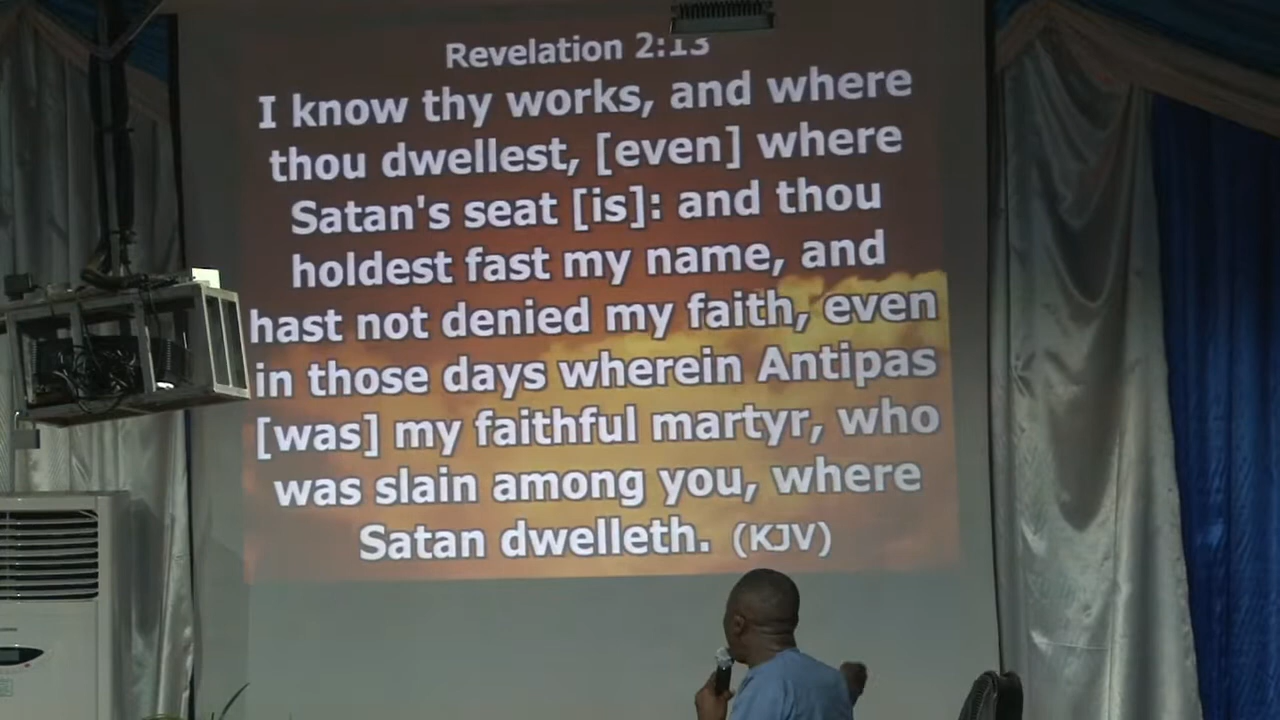 Revelation 2:13
I know thy works, and where
thou dwellest, [even] where
Satan's seat [is]: and thou
holdest fast my name, and
hast not denied my faith, even
in those days wherein Antipas
[was] my faithful martyr, who
was slain among you, where
Satan dwelleth. (KJV)